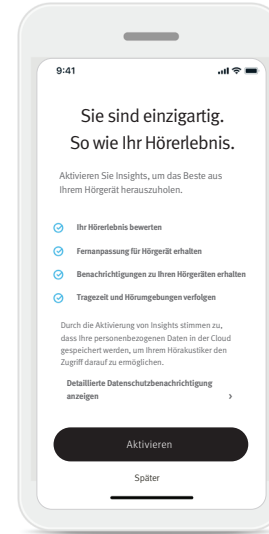 9:41
Sie sind einzigartig.
So wie Ihr Hörerlebnis.
Aktivieren Sie Insights, um das Beste aus
Ihrem Hörgerät herauszuholen.
Ihr Hörerlebnis bewerten
Fernanpassung für Hörgerät erhalten
Benachrichtigungen zu Ihren Hörgeräten erhalten
Tragezeit und Hörumgebungen verfolgen
Durch die Aktivierung von Insights stimmen zu,
dass Ihre personenbezogenen Daten in der Cloud
gespeichert werden, um Ihrem Hörakustiker den
Zugriff darauf zu ermöglichen.
Detaillierte Datenschutzbenachrichtigung
anzeigen ›
Aktivieren
Später